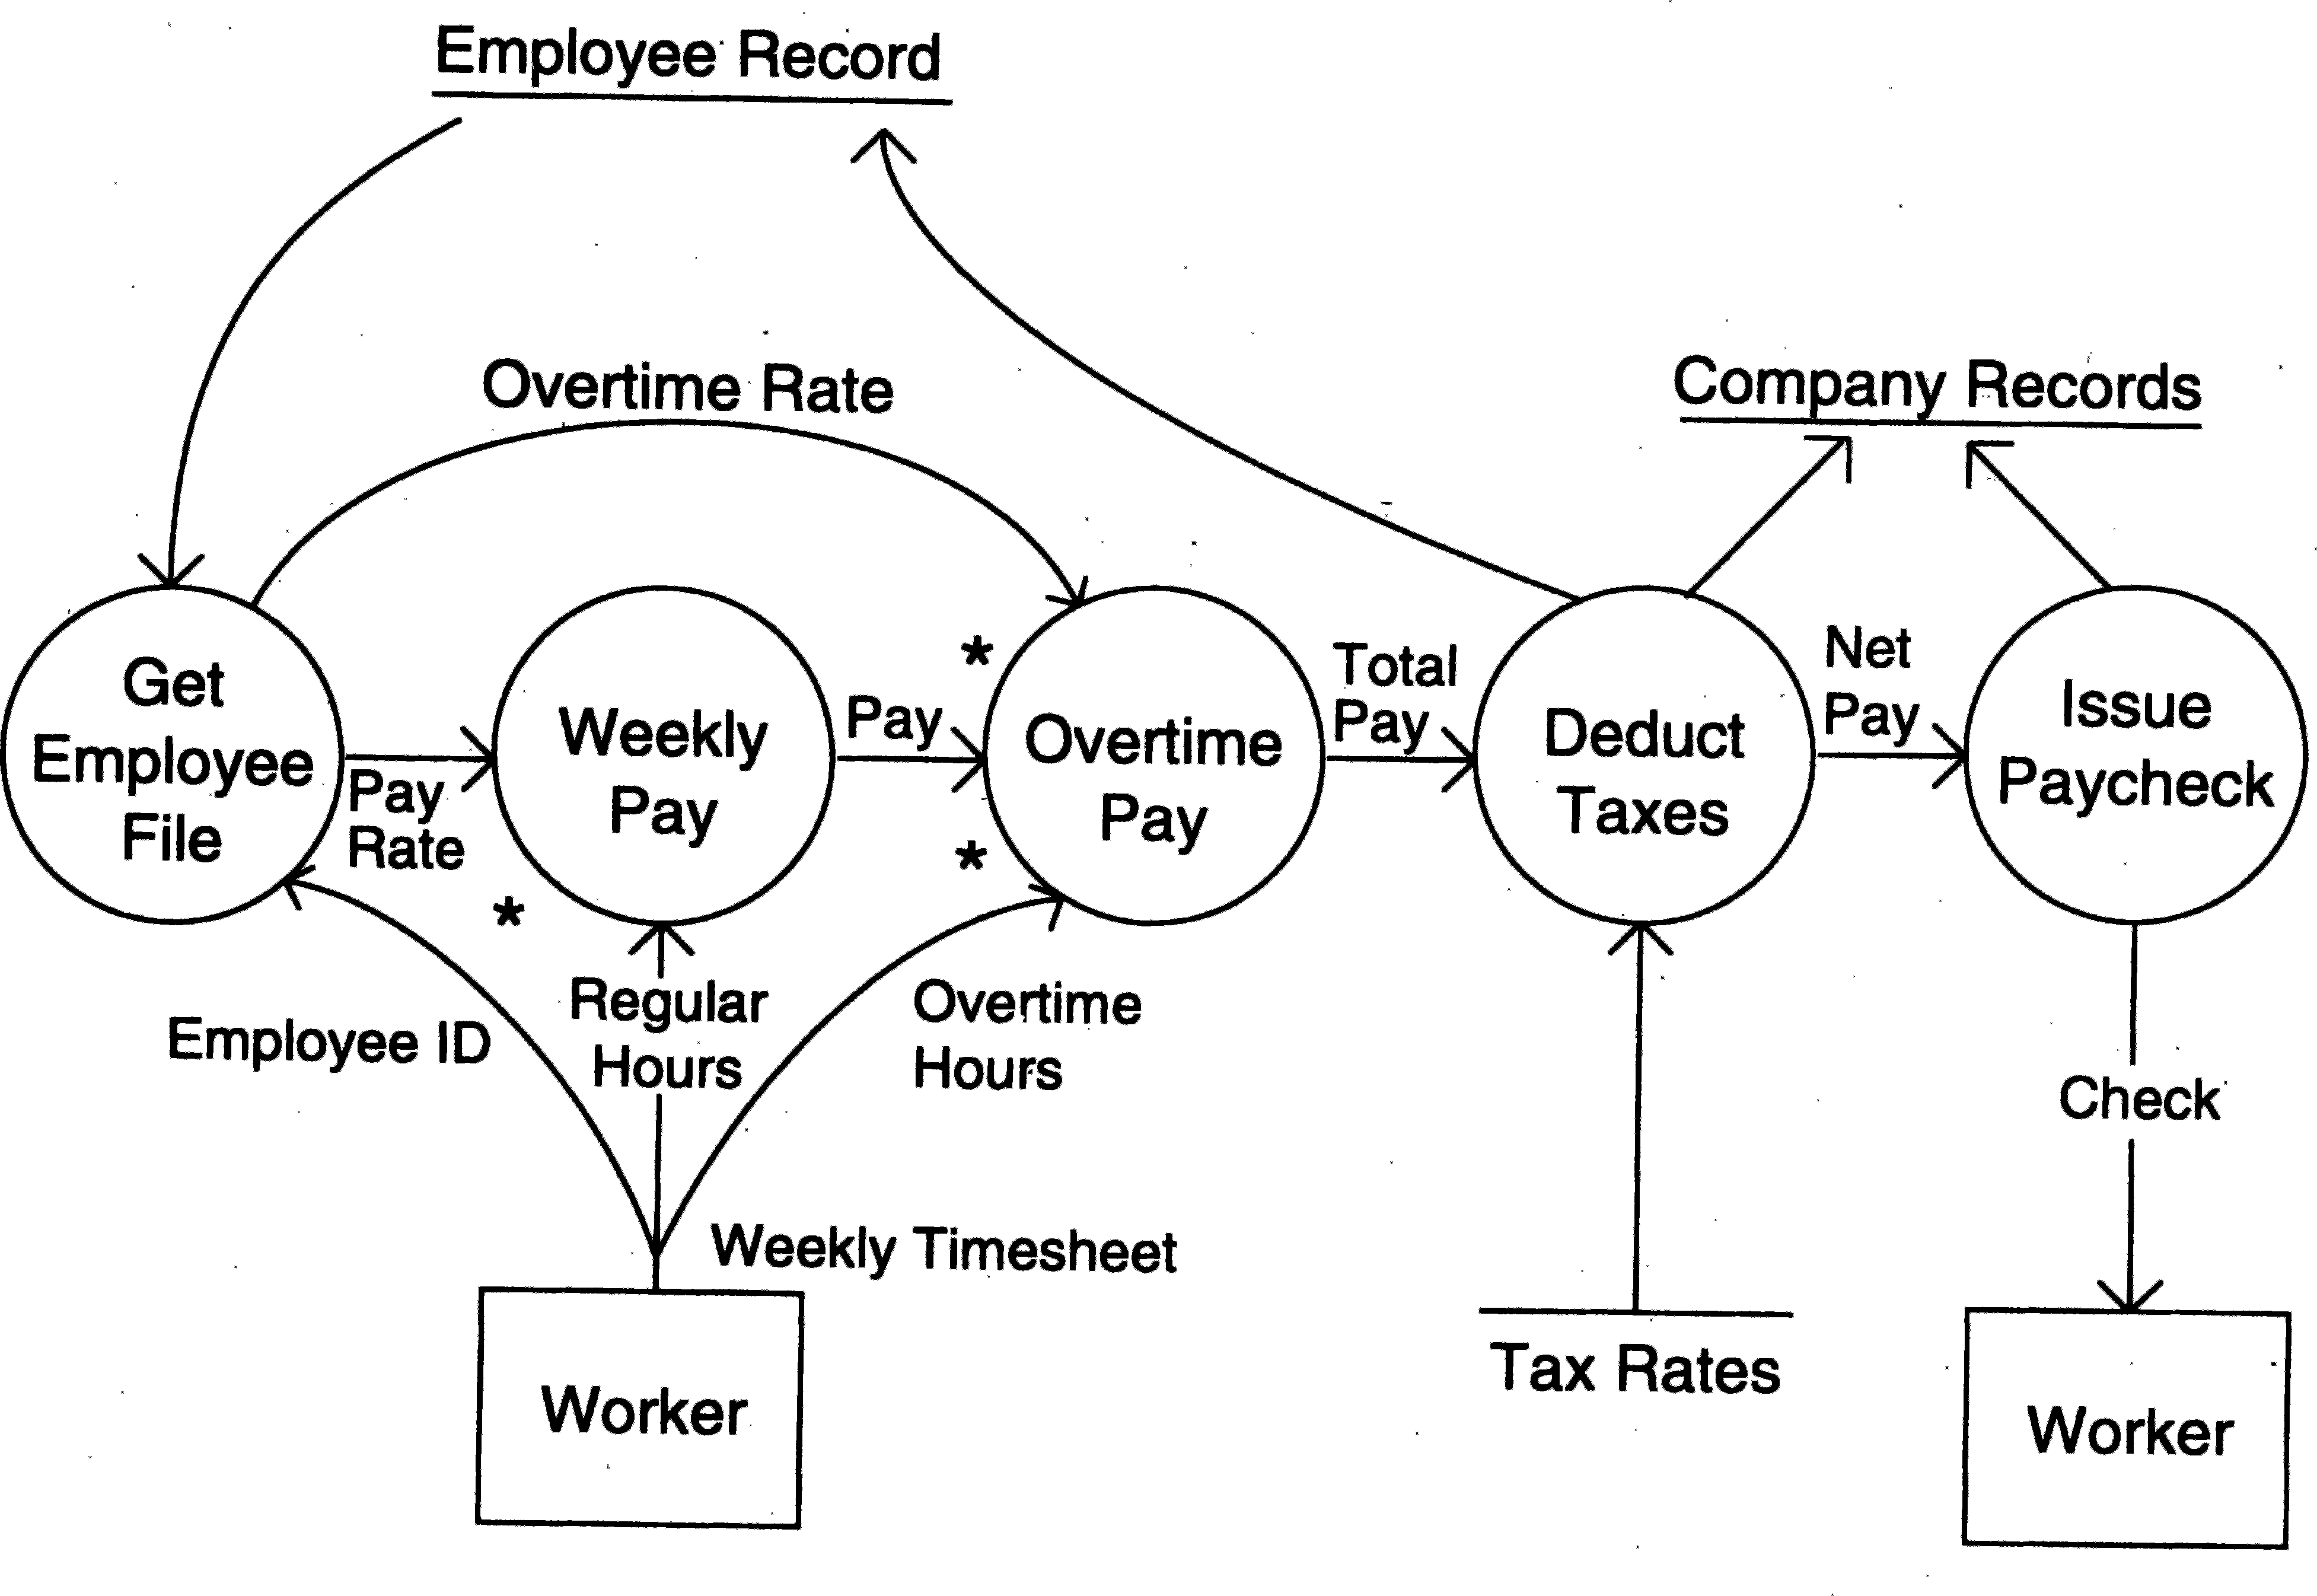 Employee Record
Overtime Rate
Company Records
Get
Employee
File
Pay
Rate
Weekly
Pay
Pay
*
*
Overtime
Pay
Total
Pay
Deduct
Taxes
Net
Pay
Issue
Paycheck
*
Employee ID
Regular
Hours
Overtime
Hours
Check
Weekly Timesheet
Worker
Tax Rates
Worker